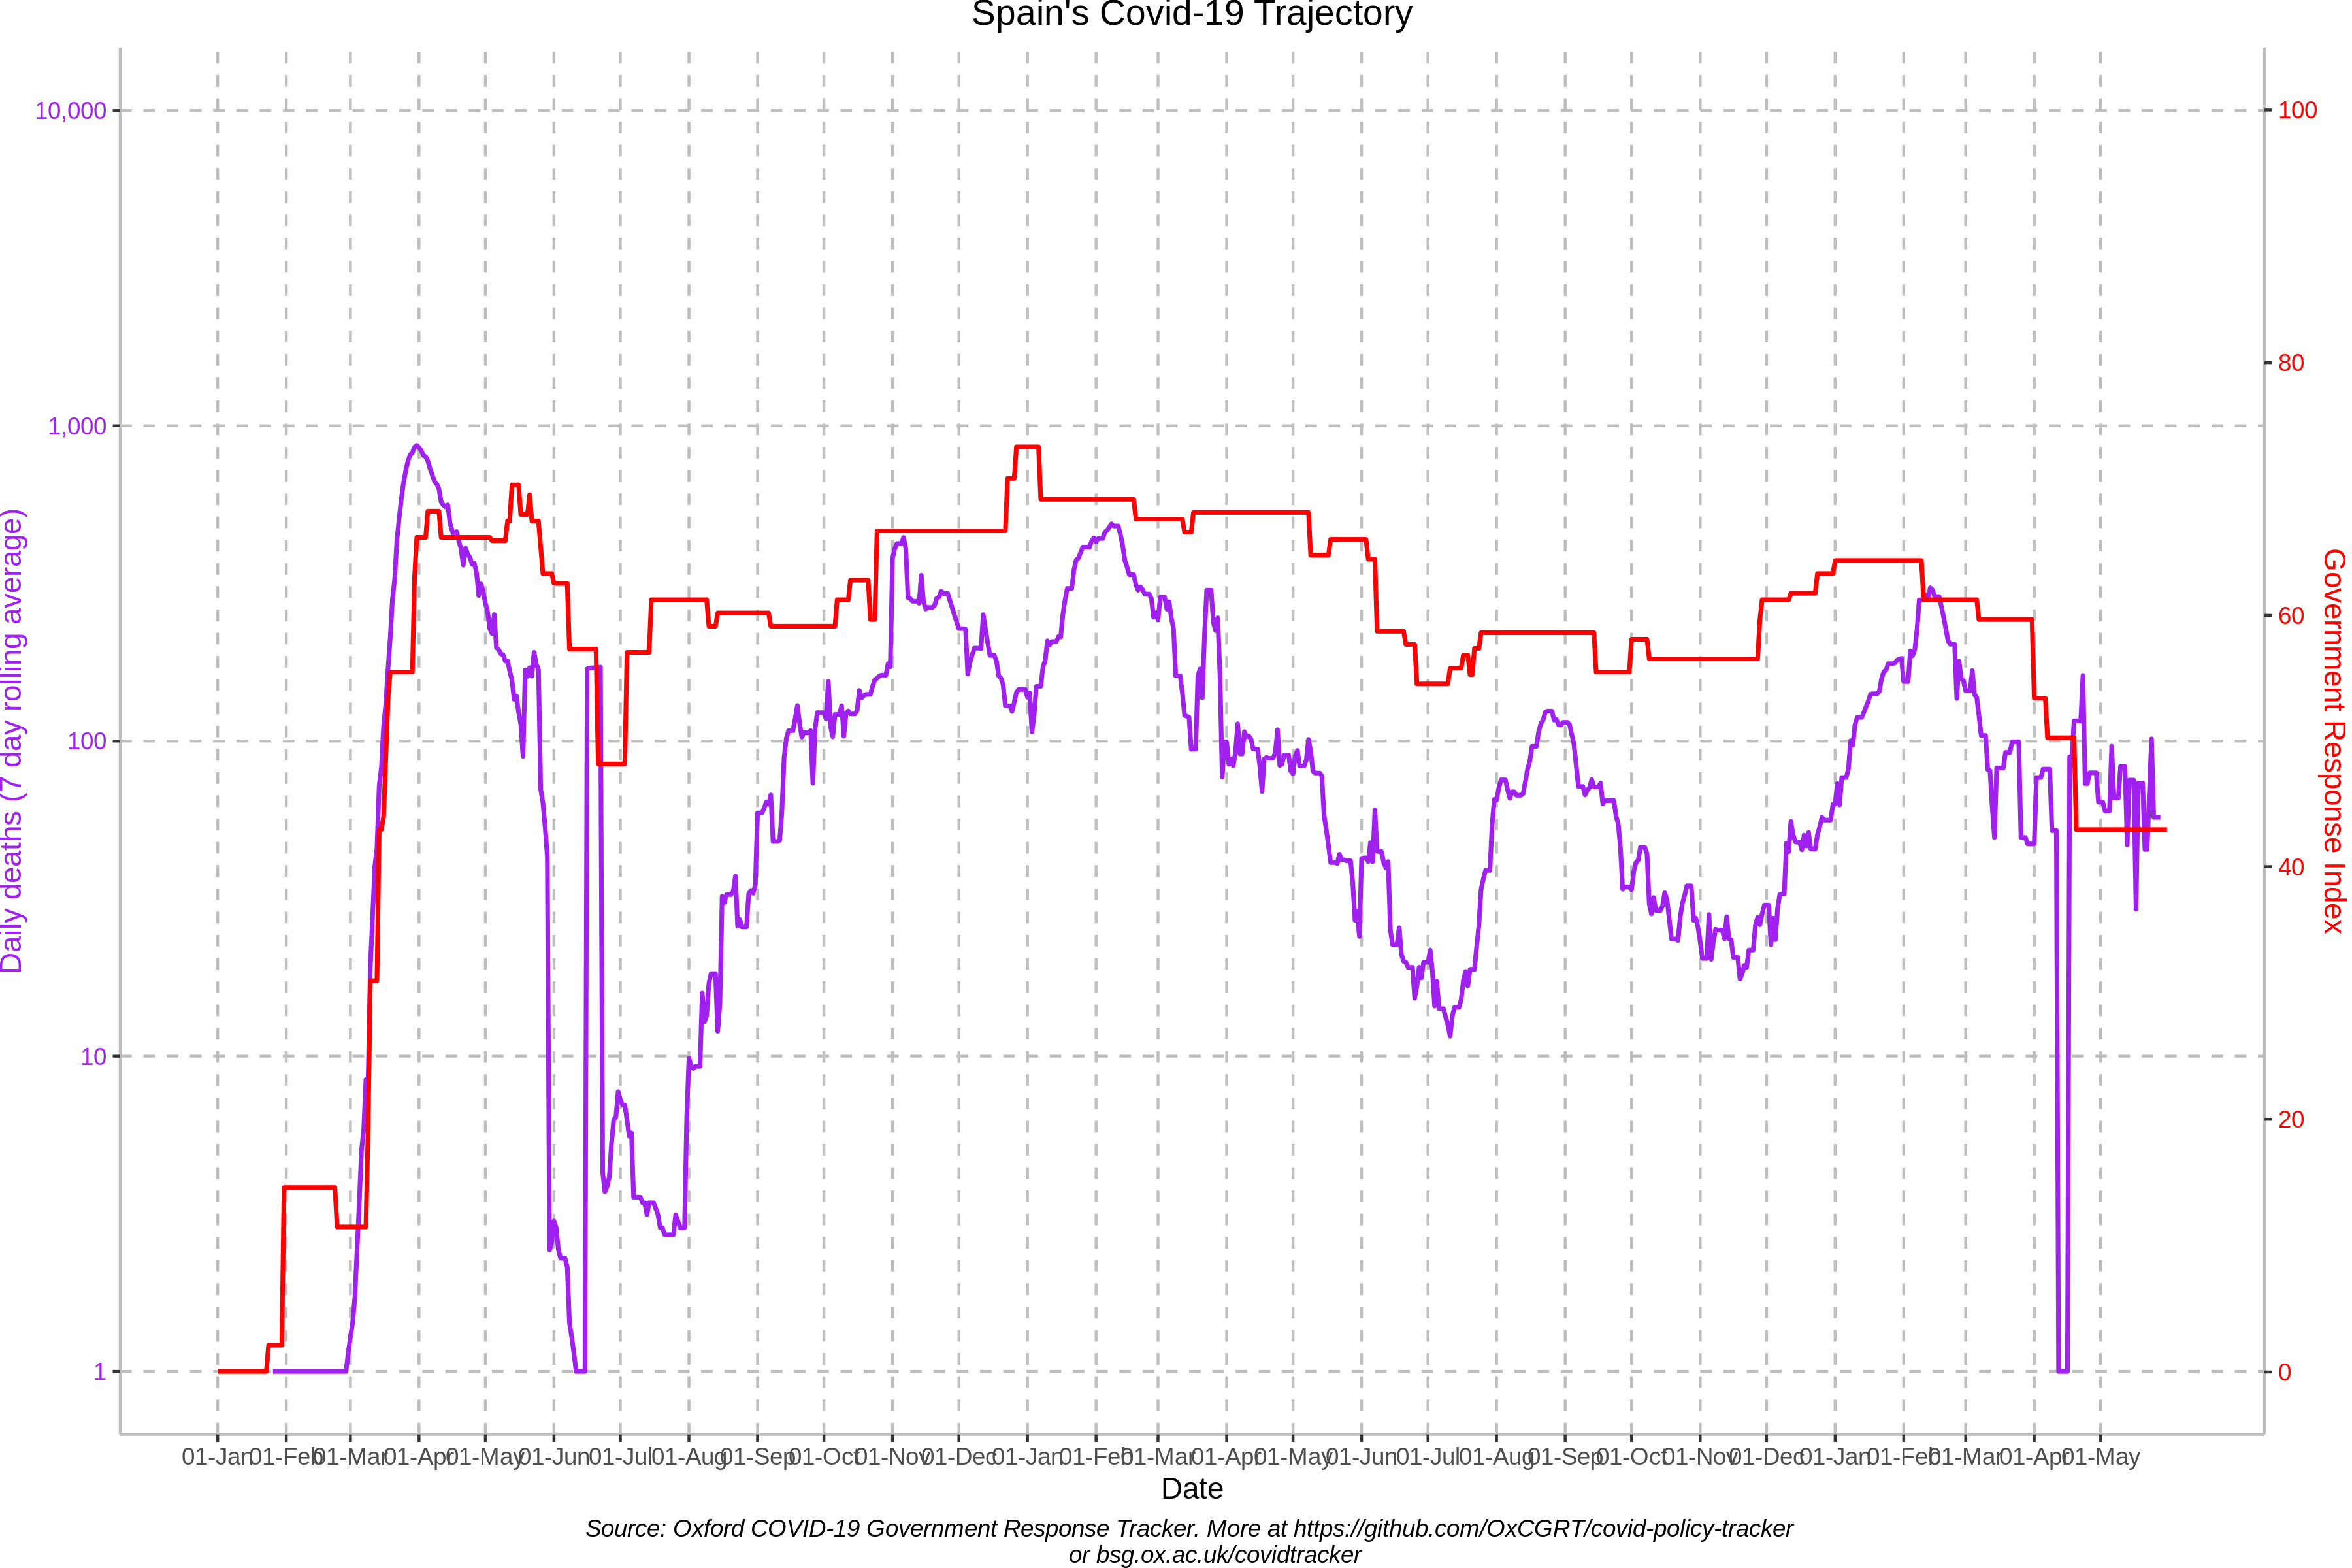 Spain's Covid-19 Trajectory
10,000
1,000
100
10
1
Daily deaths (7 day rolling average)
100
80
60
40
20
0
Government Response Index
01-Jan 01-Feb 01-Mar 01-Apr 01-May 01-Jun 01-Jul 01-Aug 01-Sep 01-Oct 01-Nov 01-Dec 01-Jan 01-Feb 01-Mar 01-Apr 01-May 01-Jun 01-Jul 01-Aug 01-Sep 01-Oct 01-Nov 01-Dec 01-Jan 01-Feb 01-Mar 01-Apr 01-May
Date
Source: Oxford COVID-19 Government Response Tracker. More at https://github.com/OxCGRT/covid-policy-tracker
or bsg.ox.ac.uk/covidtracker